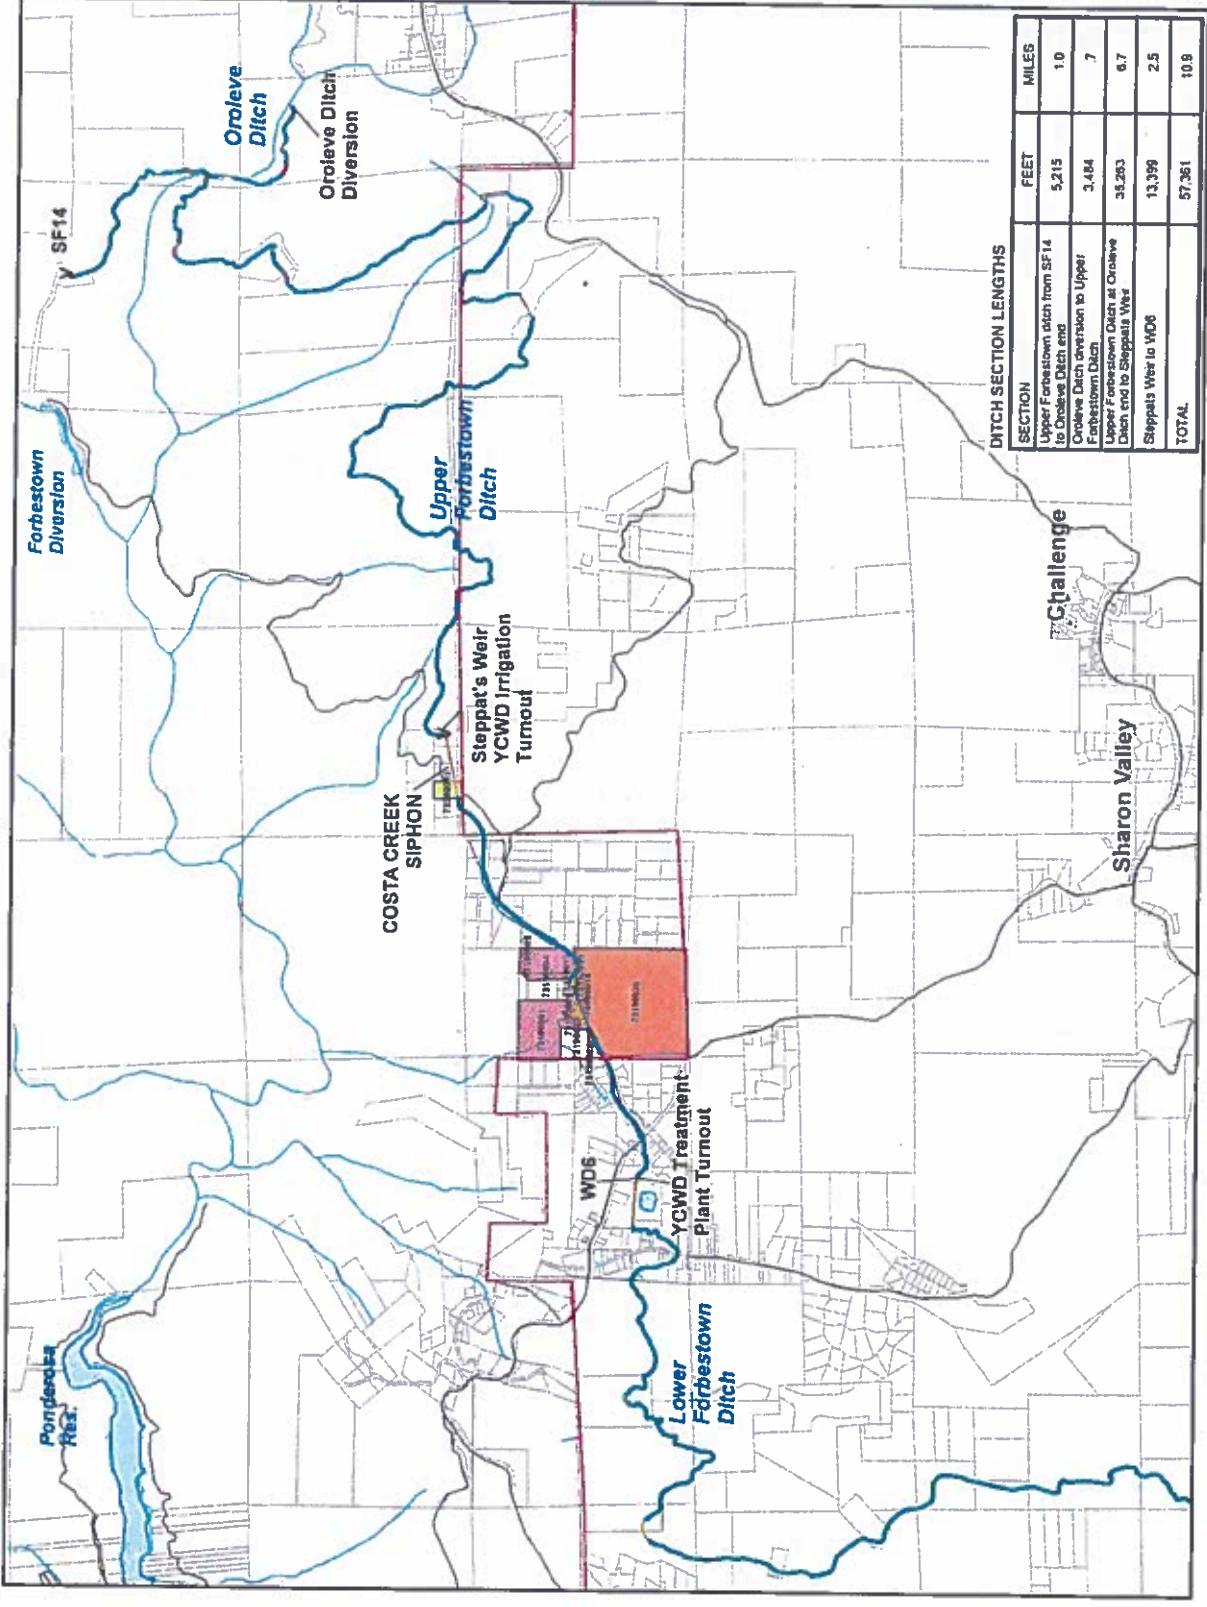 Ponderosa
Res.
Forbestown
Diversion
SF14
Oroleve
Ditch
Oroleve Ditch
Diversion
Upper
Forbestown
Ditch
Steppat's Weir
YCWD Irrigation
Turnout
COSTA CREEK
SIPHON
73190030
WD6
YCWD Treatment
Plant Turnout
Lower
Forbestown
Ditch
Challenge
Sharon Valley
DITCH SECTION LENGTHS
SECTION FEET MILES
Upper Forbestown ditch from SF14
to Oroleve Ditch end 5,215 1.0
Oroleve Ditch diversion to Upper
Forbestown Ditch 3,484 .7
Upper Forbestown Ditch at Oroleve
Ditch end to Steppats Weir 35,263 6.7
Steppats Weir to WD6 13,399 2.5
TOTAL 57,361 10.9